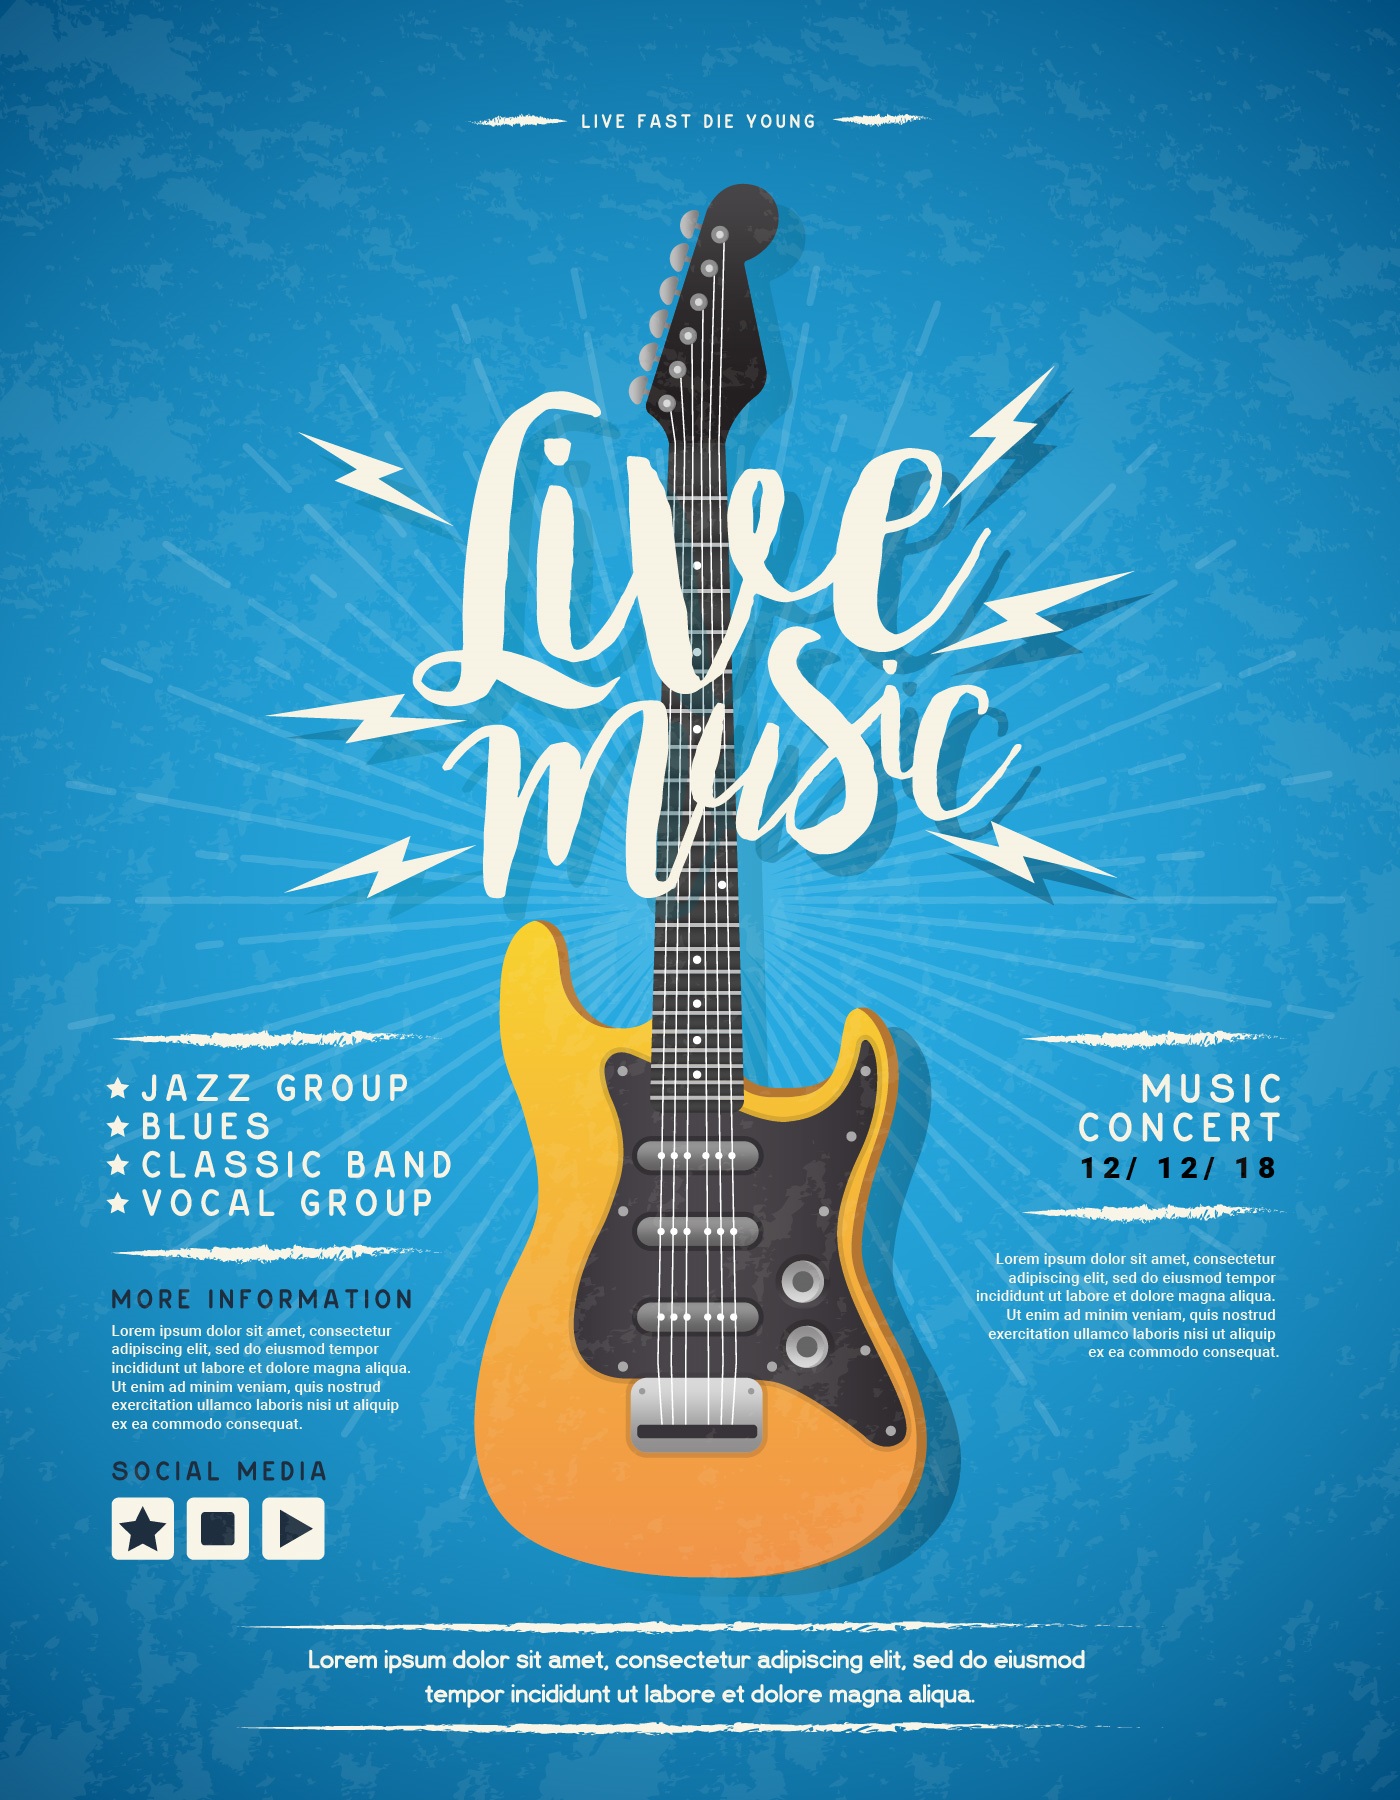 LIVE FAST DIE YOUNG
Live
music
JAZZ GROUP
BLUES
CLASSIC BAND
VOCAL GROUP
MORE INFORMATION
Lorem ipsum dolor sit amet, consectetur
adipiscing elit, sed do eiusmod tempor
incididunt ut labore et dolore magna aliqua.
Ut enim ad minim veniam, quis nostrud
exercitation ullamco laboris nisi ut aliquip
ex ea commodo consequat.
SOCIAL MEDIA
MUSIC
CONCERT
12/ 12/ 18
Lorem ipsum dolor sit amet, consectetur
adipiscing elit, sed do eiusmod tempor
incididunt ut labore et dolore magna aliqua.
Ut enim ad minim veniam, quis nostrud
exercitation ullamco laboris nisi ut aliquip
ex ea commodo consequat.
Lorem ipsum dolor sit amet, consectetur adipiscing elit, sed do eiusmod
tempor incididunt ut labore et dolore magna aliqua.